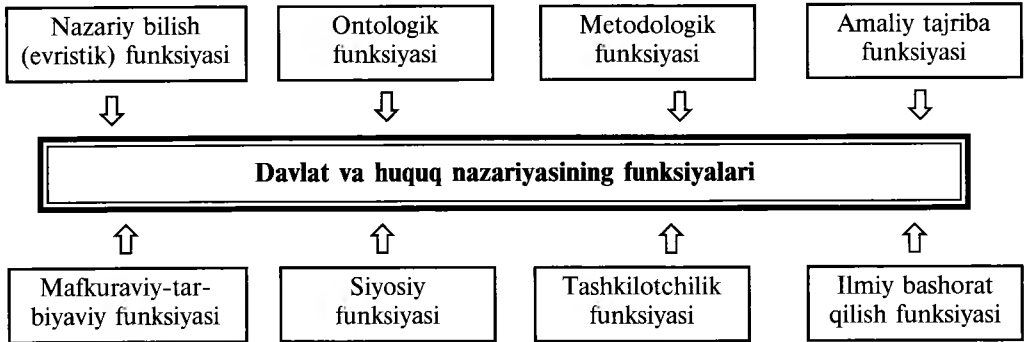 Nazariy bilish
(evristik) funksiyasi
Ontologik
funksiyasi
Metodologik
funksiyasi
Amaliy tajriba
funksiyasi
Davlat va huquq nazariyasining funksiyalari
Mafkuraviy-tar-
biyaviy funksiyasi
Siyosiy
funksiyasi
Tashkilotchilik
funksiyasi
Ilmiy bashorat
qilish funksiyasi